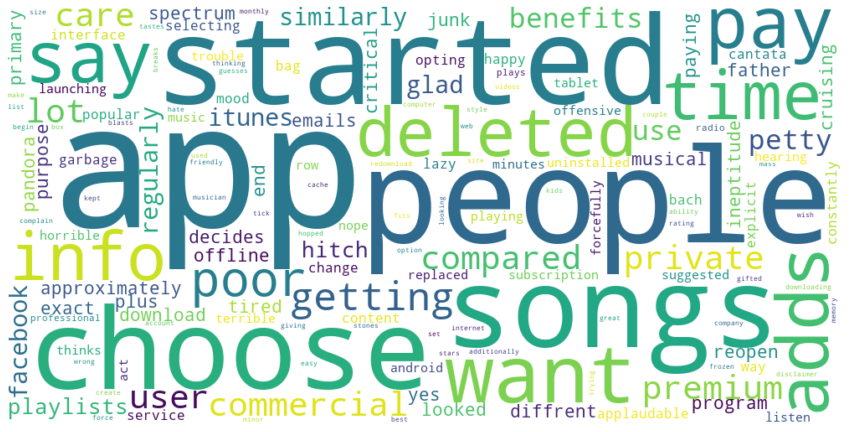 size
tastes
monthly
care
spectrum
similarly
junk
benefits
pay
primary
interface
selecting
say
started
trouble
thinking
guesses
breaks
bag
critical
opting
happy
plays
paying
cantata
father
cruising
launching
mood
glad
tablet
time
make
list
lot
popular
music
itunes
emails
videos
computer
style
offensive
couple
hate
begin
box
blasts
deleted
web
use
radio
petty
pandora
purpose
garbage
regularly
end
row
used
friendly
redownload
site
lazy
minutes
uninstalled
musical
hearing
mass
app
people
kept
cache
musician
tick
looking
playing
kids
forcefully
bach
ability
rating
wish
ineptitude
explicit
constantly
complain
horrible
decides
hopped
nope
fits
info
offline
hitch
option
change
compared
private
adds
poor
replaced
subscription
suggested
gifted
downloading
approximately
getting
songs
facebook
exact
plus
tired
content
memory
professional
download
terrible
account
giving
stones
set
internet
great
company
choose
thinks
wrong
act
easy
stars
additionally
want
reopen
way
frozen
android
trying
disclaimer
create
user
yes
premium
program
playlists
service
commercial
looked
diffrent
applaudable
listen
force
minor
best